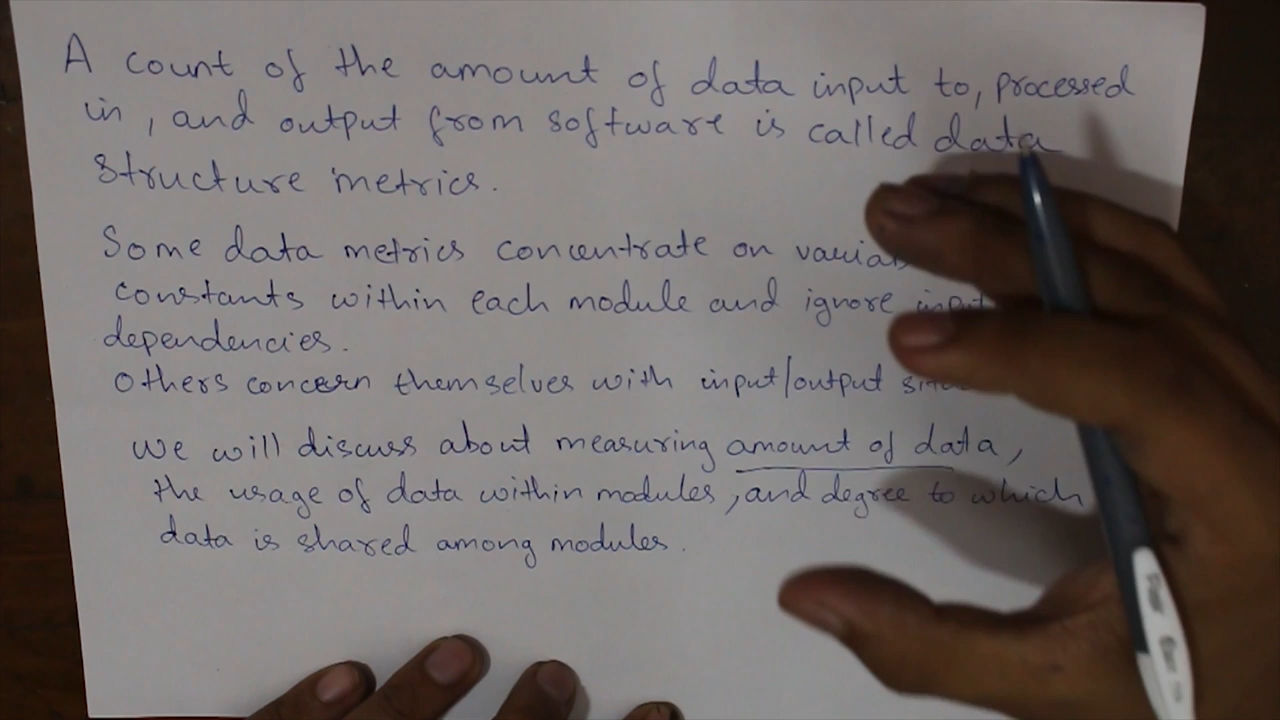 A count of the amount of data input to, processed
in, and output from software is called data
structure metrics.
Some data metrics concentrate on
constants within each module and ignore input
dependencies.
Others concern themselves with input/output
We will discuss about measuring amount of data,
the usage of data within modules, and degree to which
data is shared among modules.